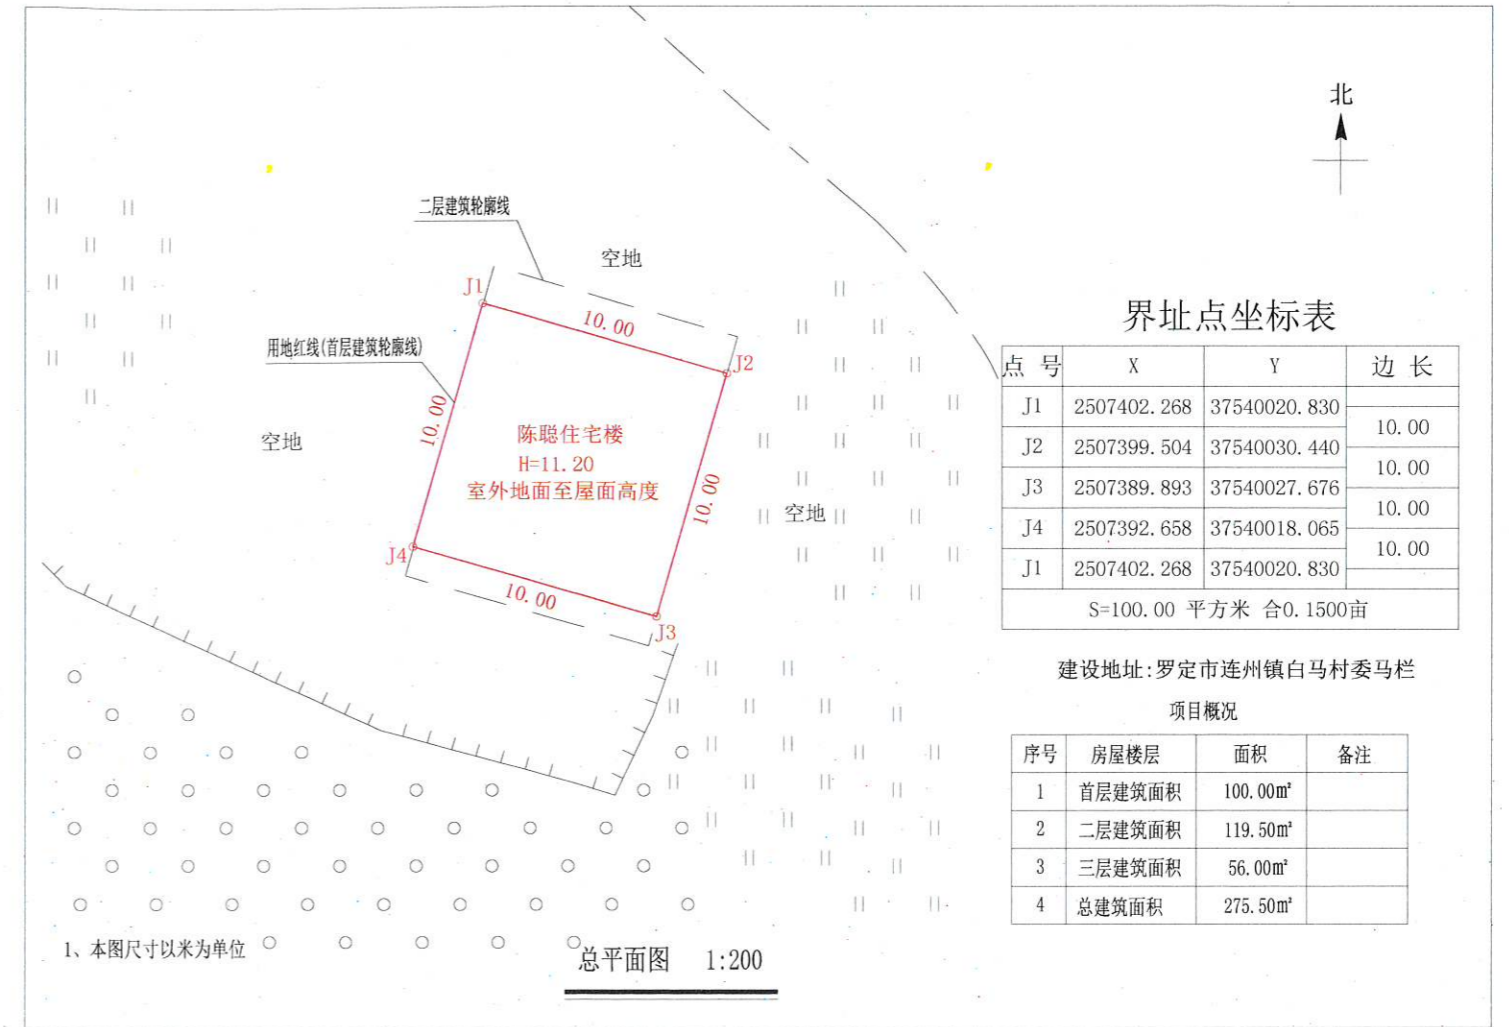 北
二层建筑轮廓线
空地
J1
10.00
J2
用地红线(首层建筑轮廓线)
10.00
空地
陈聪住宅楼
H=11.20
室外地面至屋面高度
10.00
空地
J4
10.00
J3
界址点坐标表
点 号 X Y 边 长
J1 2507402.268 37540020.830
10.00
J2 2507399.504 37540030.440
10.00
J3 2507389.893 37540027.676
10.00
J4 2507392.658 37540018.065
10.00
J1 2507402.268 37540020.830
S=100.00 平方米 合0.1500亩
建设地址:罗定市连州镇白马村委马栏
项目概况
序号 房屋楼层 面积 备注
1 首层建筑面积 100.00㎡
2 二层建筑面积 119.50㎡
3 三层建筑面积 56.00㎡
4 总建筑面积 275.50㎡
1、本图尺寸以米为单位
总平面图 1:200